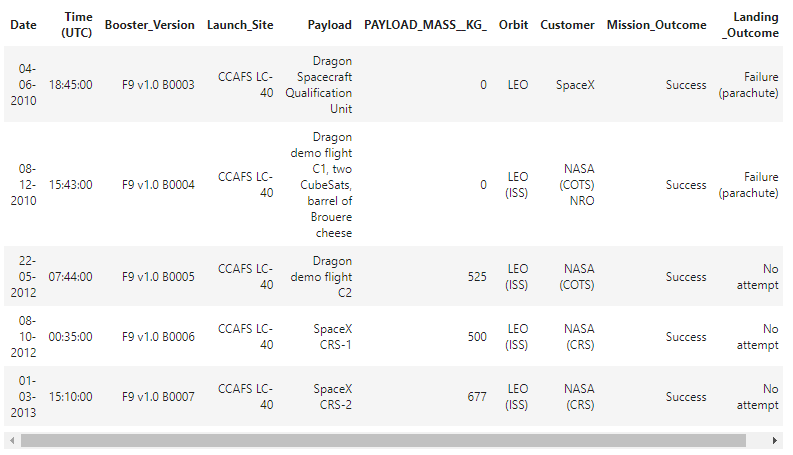 Date Time (UTC) Booster_Version Launch_Site Payload PAYLOAD_MASS__KG_ Orbit Customer Mission_Outcome Landing _Outcome
04-06-2010 18:45:00 F9 v1.0 B0003 CCAFS LC-40 Dragon Spacecraft Qualification Unit 0 LEO SpaceX Success Failure (parachute)
08-12-2010 15:43:00 F9 v1.0 B0004 CCAFS LC-40 Dragon demo flight C1, two CubeSats, barrel of Brouere cheese 0 LEO (ISS) NASA (COTS) NRO Success Failure (parachute)
22-05-2012 07:44:00 F9 v1.0 B0005 CCAFS LC-40 Dragon demo flight C2 525 LEO (ISS) NASA (COTS) Success No attempt
08-10-2012 00:35:00 F9 v1.0 B0006 CCAFS LC-40 SpaceX CRS-1 500 LEO (ISS) NASA (CRS) Success No attempt
01-03-2013 15:10:00 F9 v1.0 B0007 CCAFS LC-40 SpaceX CRS-2 677 LEO (ISS) NASA (CRS) Success No attempt